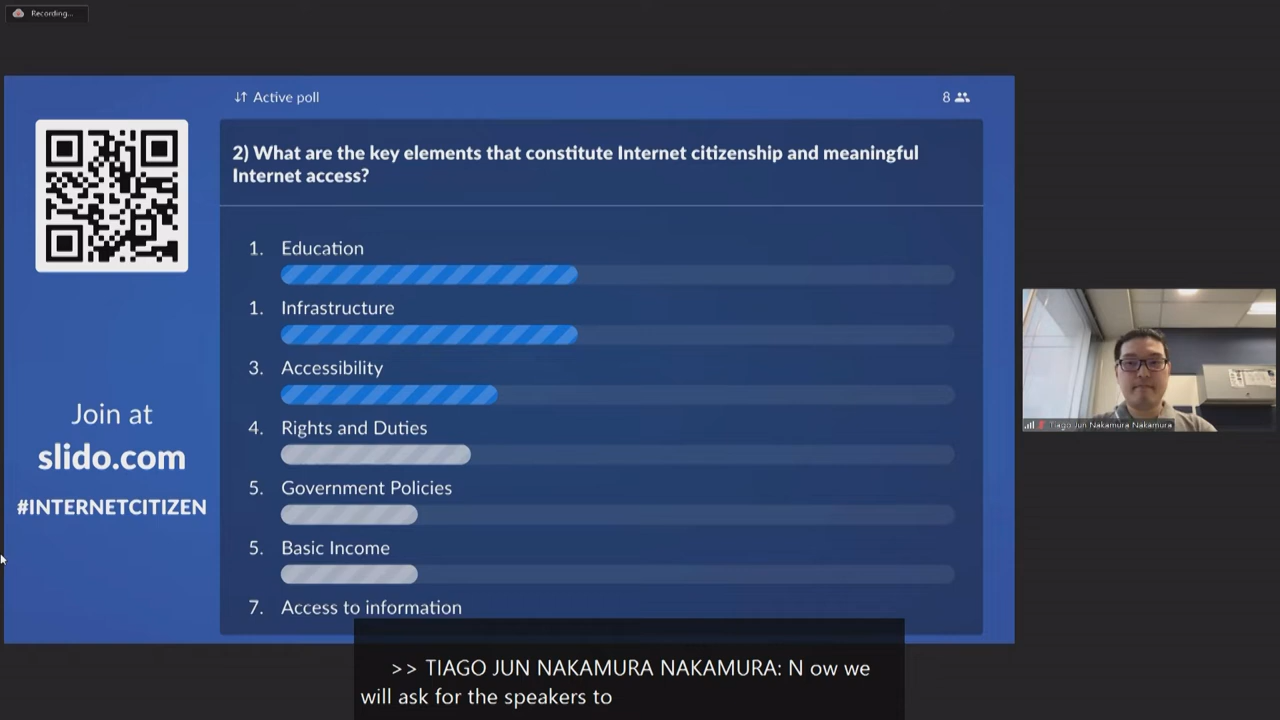 Recording...
Active poll
8
2) What are the key elements that constitute Internet citizenship and meaningful
Internet access?
1. Education
1. Infrastructure
3. Accessibility
4. Rights and Duties
5. Government Policies
5. Basic Income
7. Access to information
Join at
slido.com
#INTERNETCITIZEN
Tiago Jun Nakamura Nakamura
>> TIAGO JUN NAKAMURA NAKAMURA: N ow we
will ask for the speakers to